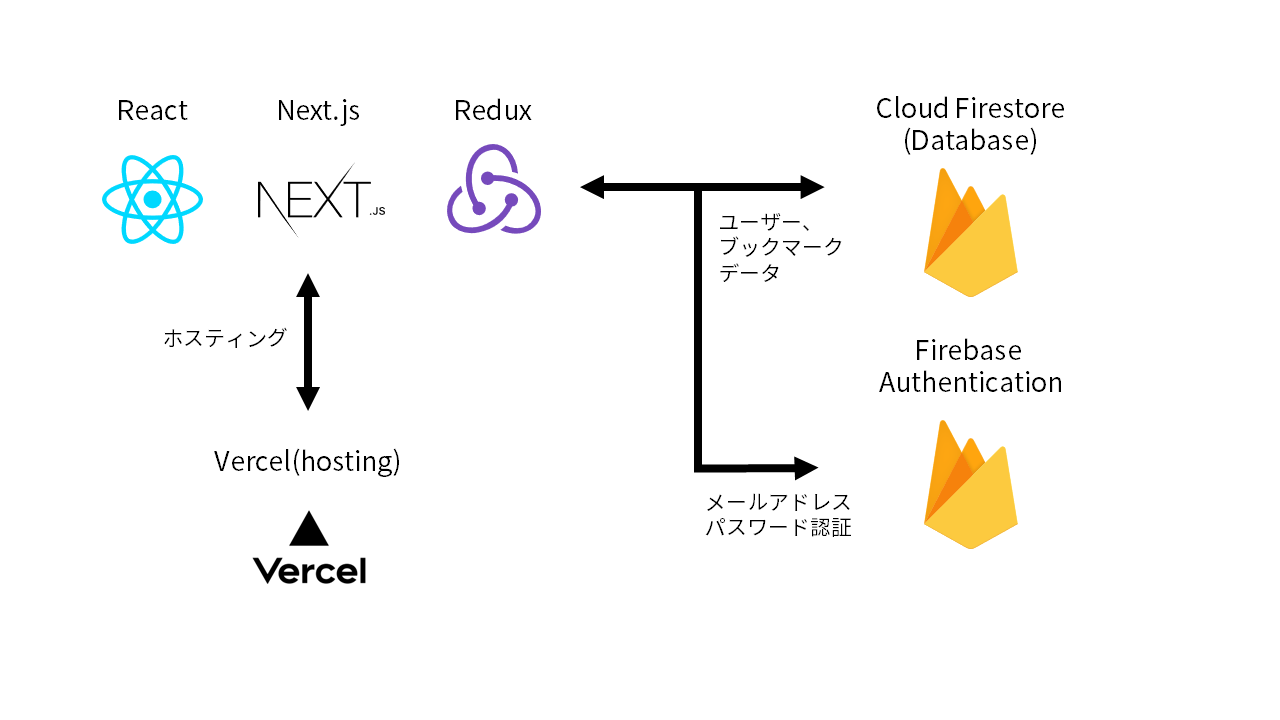 React
Next.js
Redux
NEXT.JS
Cloud Firestore
(Database)
ユーザー、
ブックマーク
データ
ホスティング
Firebase
Authentication
Vercel(hosting)
Vercel
メールアドレス
パスワード認証